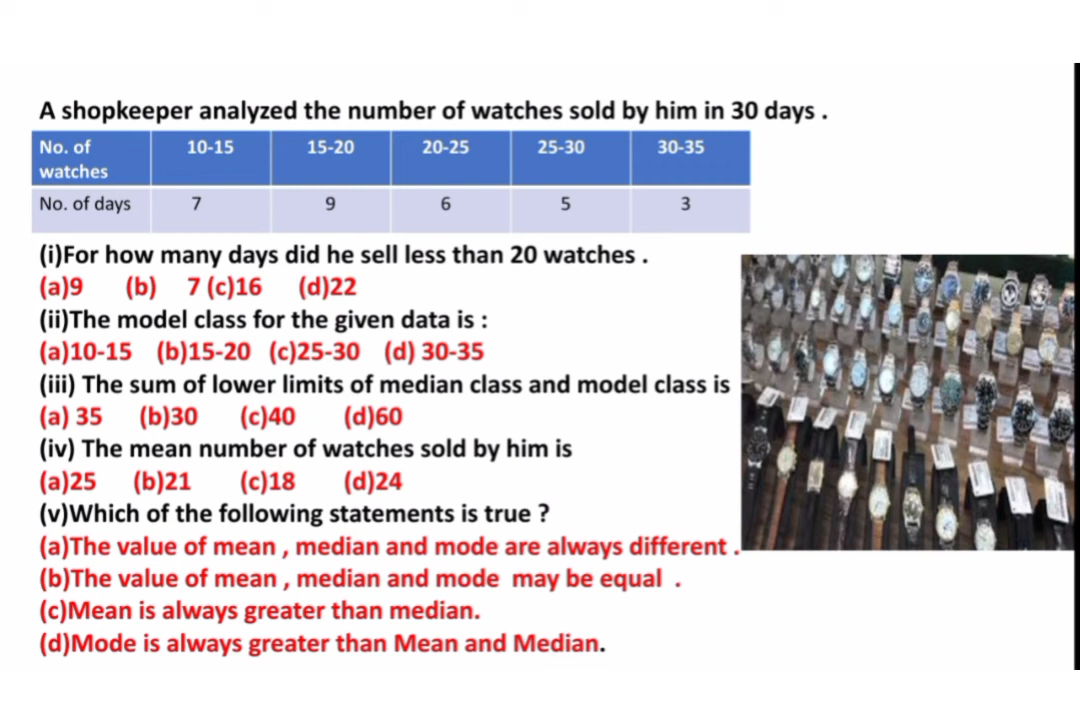 A shopkeeper analyzed the number of watches sold by him in 30 days .
No. of watches 10-15 15-20 20-25 25-30 30-35
No. of days 7 9 6 5 3
(i)For how many days did he sell less than 20 watches .
(a)9 (b) 7 (c)16 (d)22
(ii)The model class for the given data is :
(a)10-15 (b)15-20 (c)25-30 (d) 30-35
(iii) The sum of lower limits of median class and model class is
(a) 35 (b)30 (c)40 (d)60
(iv) The mean number of watches sold by him is
(a)25 (b)21 (c)18 (d)24
(v)Which of the following statements is true ?
(a)The value of mean , median and mode are always different .
(b)The value of mean , median and mode may be equal .
(c)Mean is always greater than median.
(d)Mode is always greater than Mean and Median.